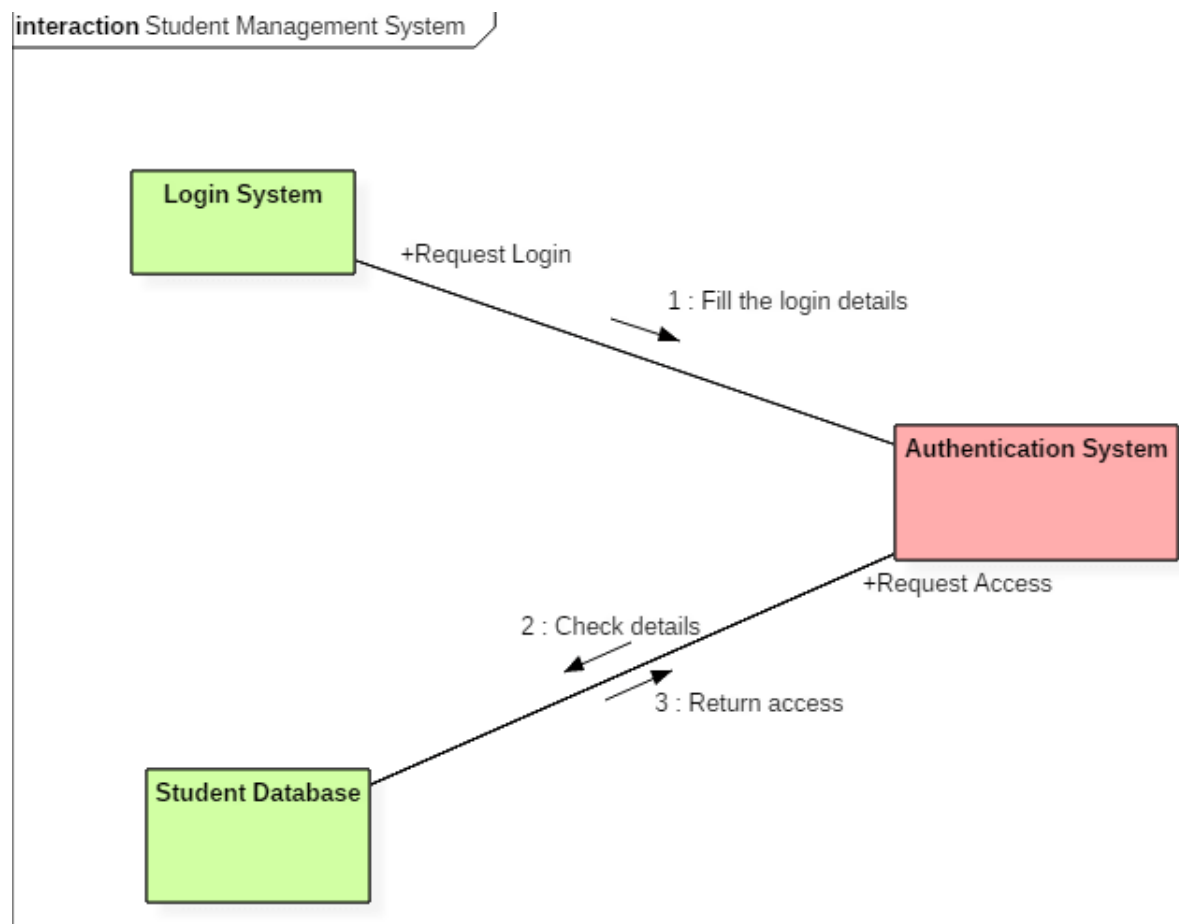 interaction Student Management System
Login System
+Request Login
1 : Fill the login details
Authentication System
+Request Access
2 : Check details
3 : Return access
Student Database